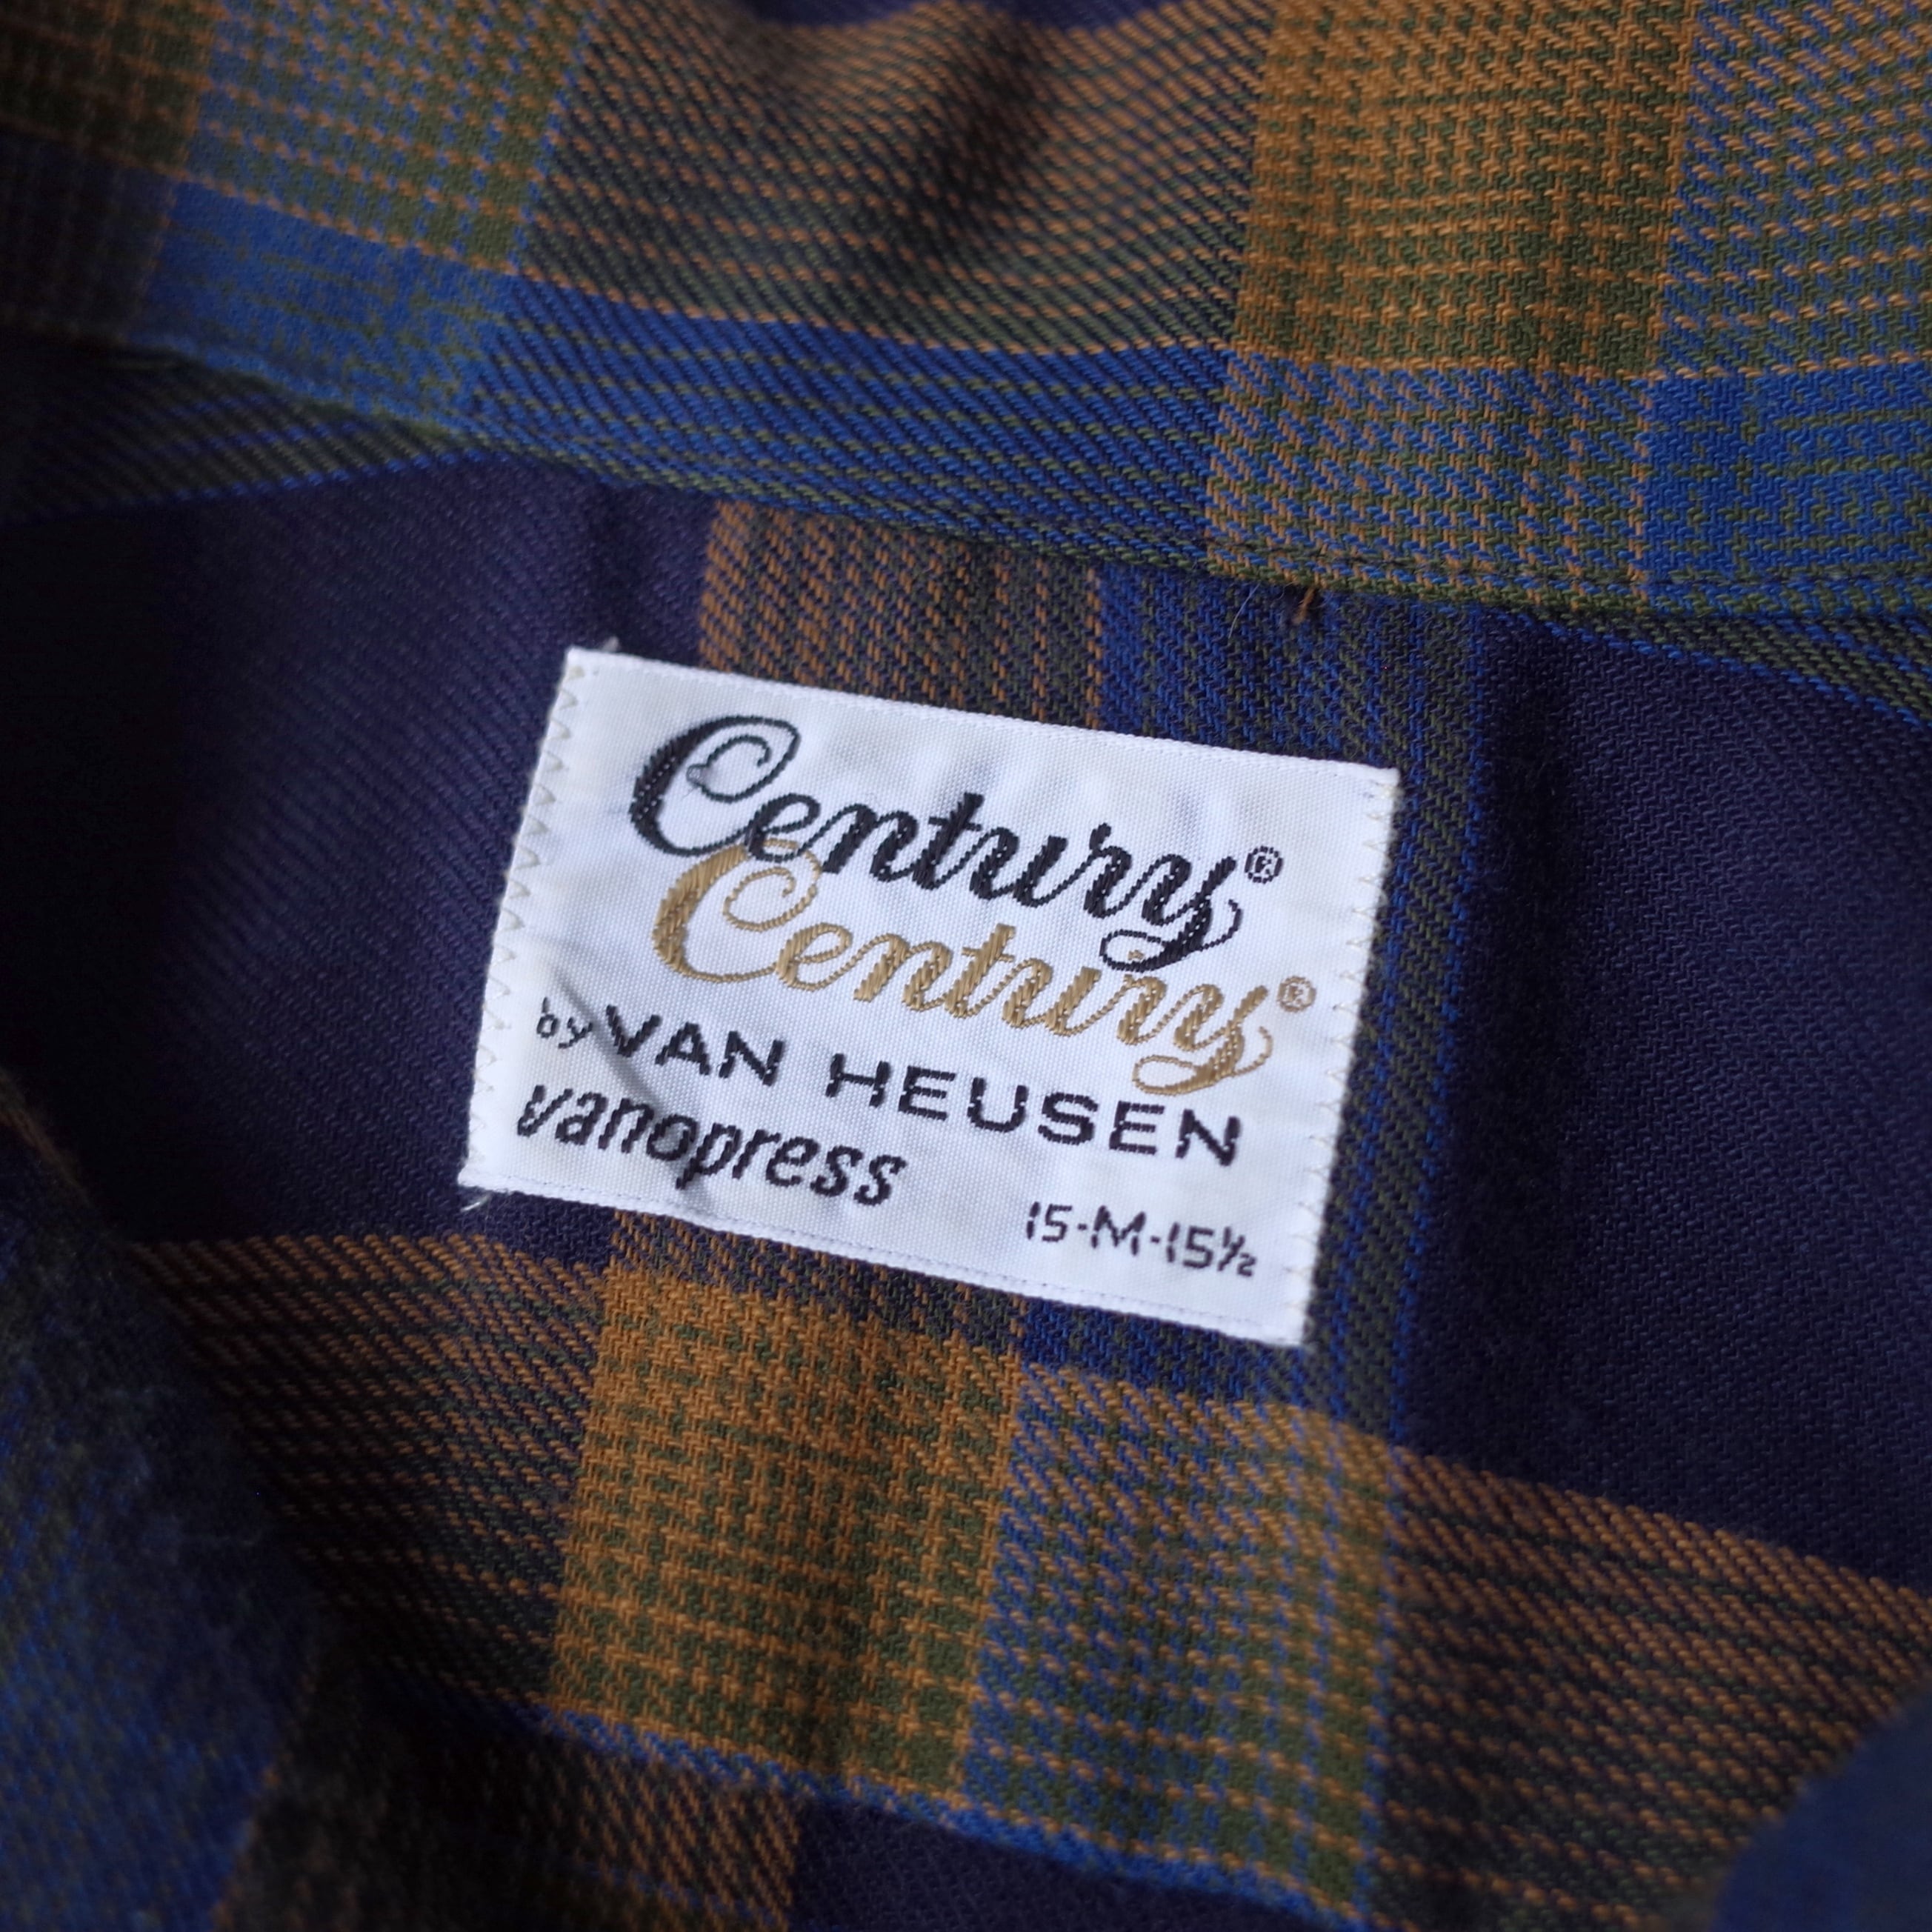 Century®
Century®
by VAN HEUSEN
vanopress
15-M-15½